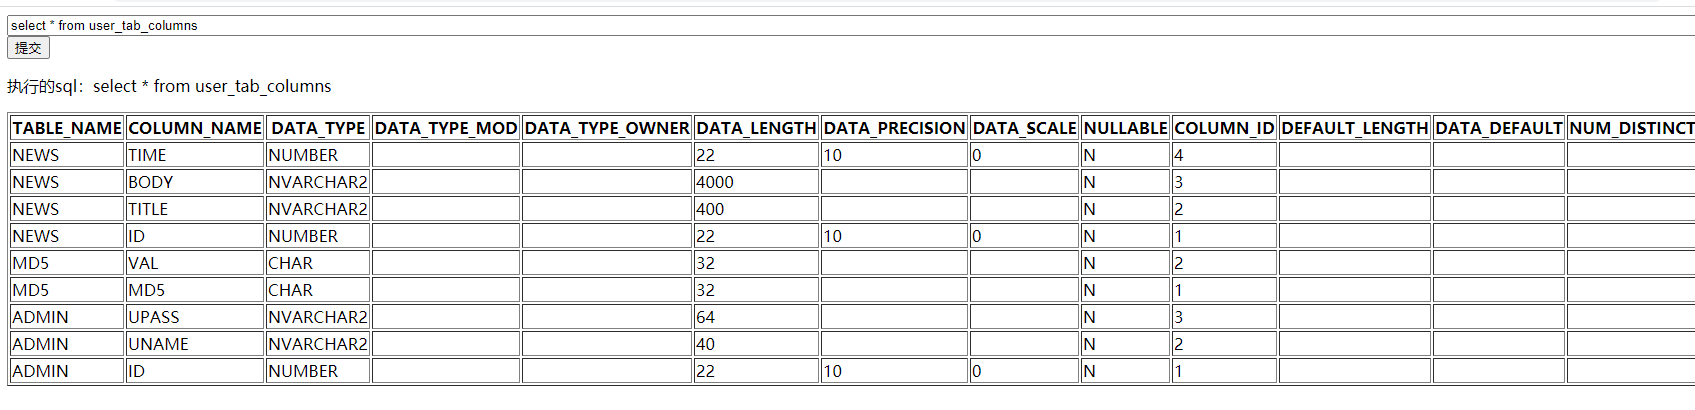 select * from user_tab_columns
提交
执行的sql：select * from user_tab_columns
TABLE_NAME COLUMN_NAME DATA_TYPE DATA_TYPE_MOD DATA_TYPE_OWNER DATA_LENGTH DATA_PRECISION DATA_SCALE NULLABLE COLUMN_ID DEFAULT_LENGTH DATA_DEFAULT NUM_DISTINCT
NEWS TIME NUMBER 22 10 0 N 4
NEWS BODY NVARCHAR2 4000 N 3
NEWS TITLE NVARCHAR2 400 N 2
NEWS ID NUMBER 22 10 0 N 1
MD5 VAL CHAR 32 N 2
MD5 MD5 CHAR 32 N 1
ADMIN UPASS NVARCHAR2 64 N 3
ADMIN UNAME NVARCHAR2 40 N 2
ADMIN ID NUMBER 22 10 0 N 1